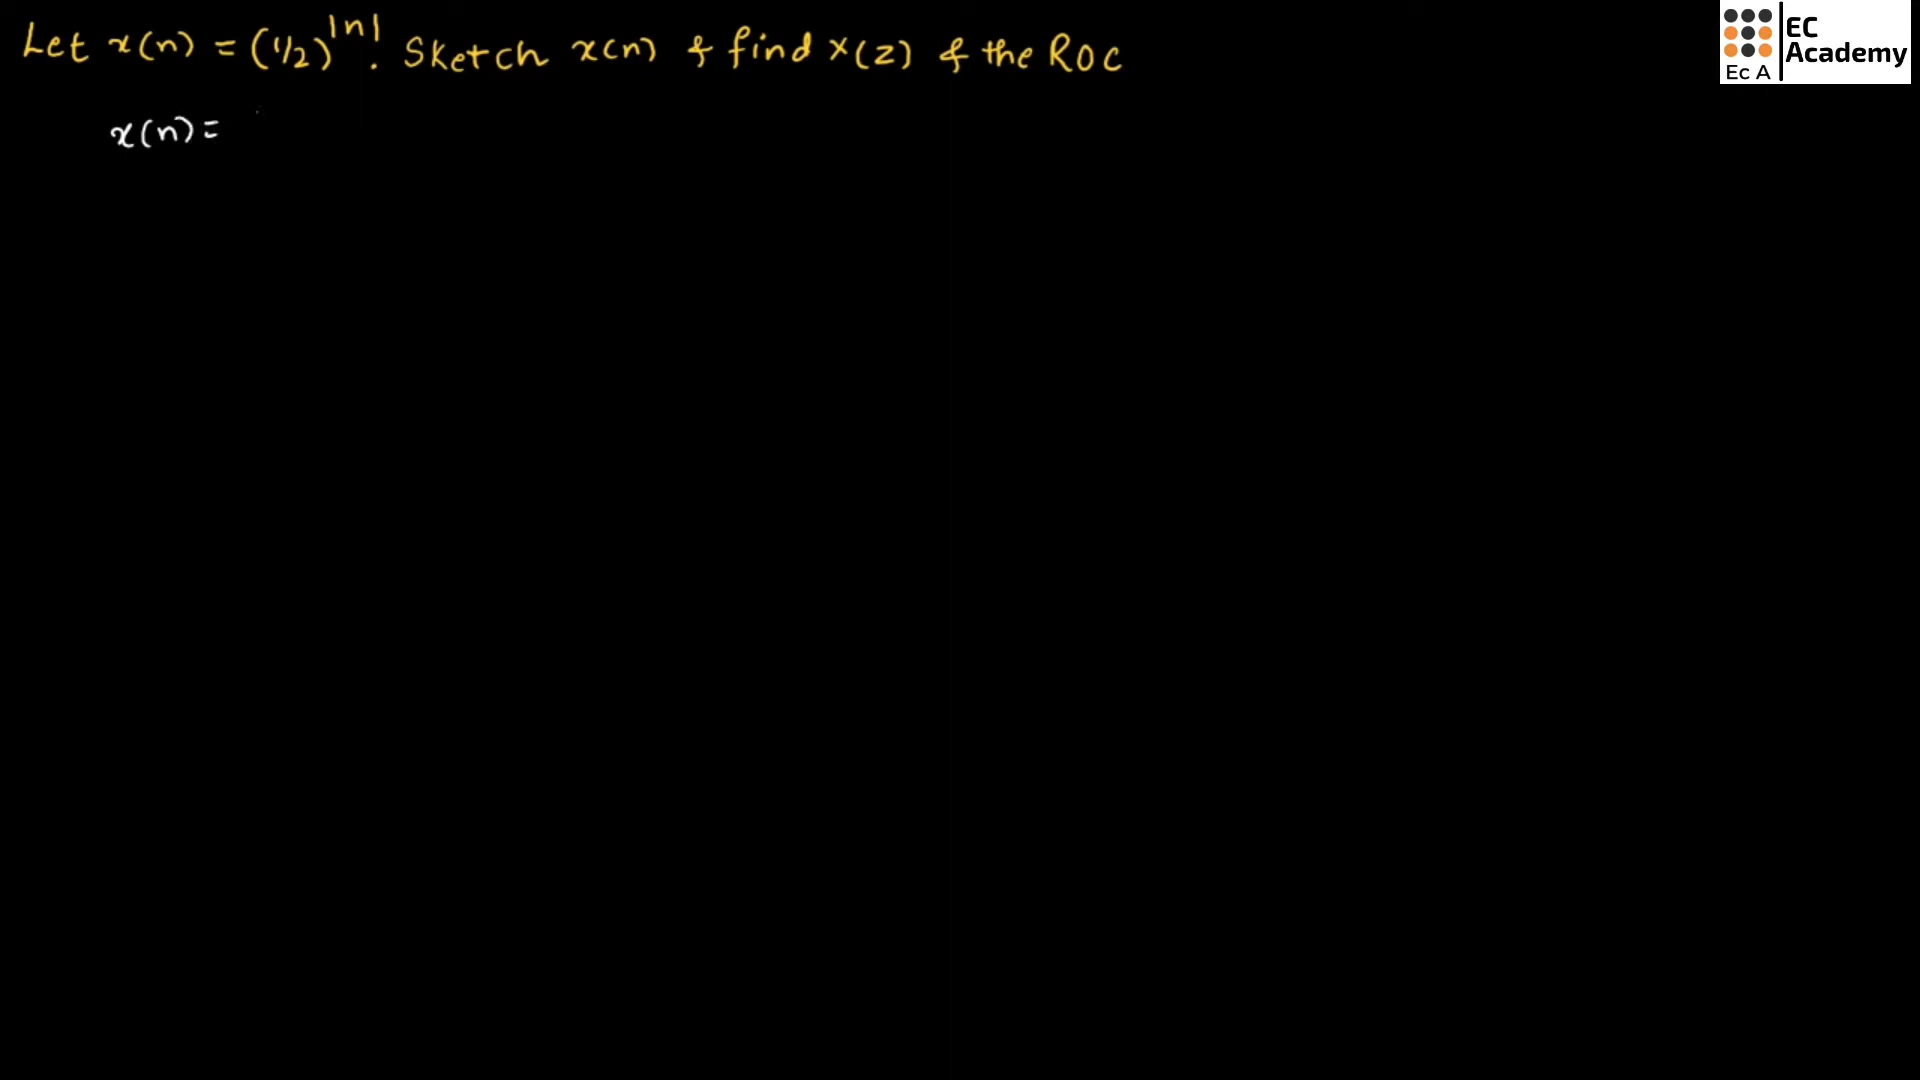 Let x(n) = (1/2)^|n|. Sketch x(n) & find X(z) & the ROC
x(n) =
EC
Academy
Ec A